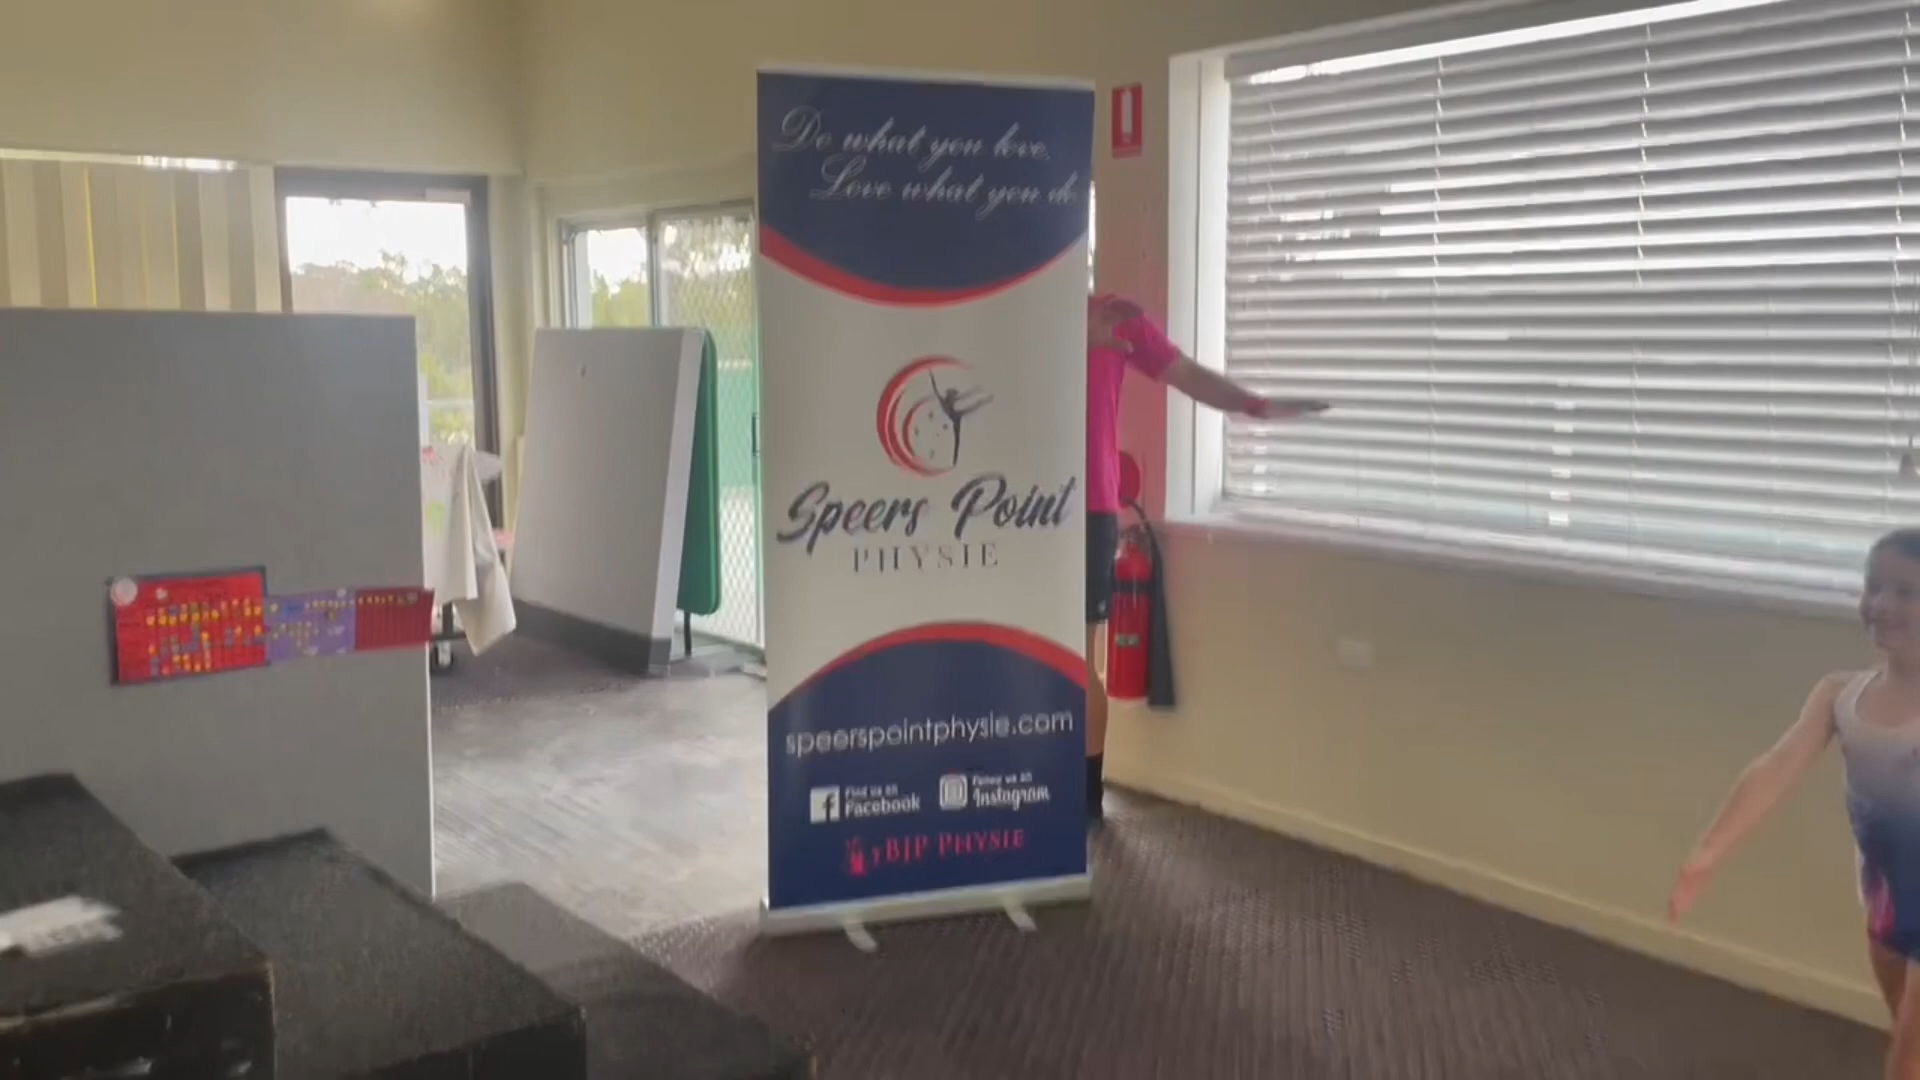 Do what you love,
Love what you do
Speers Point
PHYSIE
speerspointphysie.com
Find us on
Facebook
Follow us on
Instagram
BJP PHYSIE